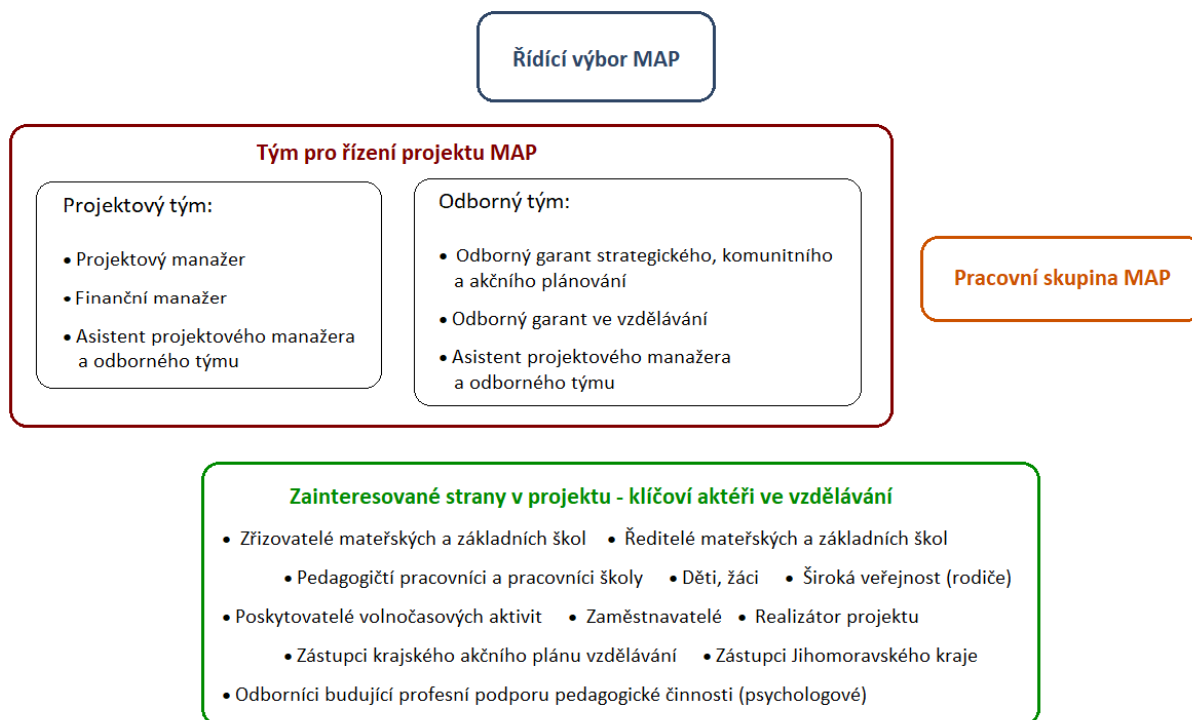 Řídící výbor MAP
Tým pro řízení projektu MAP
Projektový tým:
• Projektový manažer
• Finanční manažer
• Asistent projektového manažera
a odborného týmu
Odborný tým:
• Odborný garant strategického, komunitního
a akčního plánování
• Odborný garant ve vzdělávání
• Asistent projektového manažera
a odborného týmu
Pracovní skupina MAP
Zainteresované strany v projektu - klíčoví aktéři ve vzdělávání
• Zřizovatelé mateřských a základních škol • Ředitelé mateřských a základních škol
• Pedagogičtí pracovníci a pracovníci školy • Děti, žáci • Široká veřejnost (rodiče)
• Poskytovatelé volnočasových aktivit • Zaměstnavatelé • Realizátor projektu
• Zástupci krajského akčního plánu vzdělávání • Zástupci Jihomoravského kraje
• Odborníci budující profesní podporu pedagogické činnosti (psychologové)